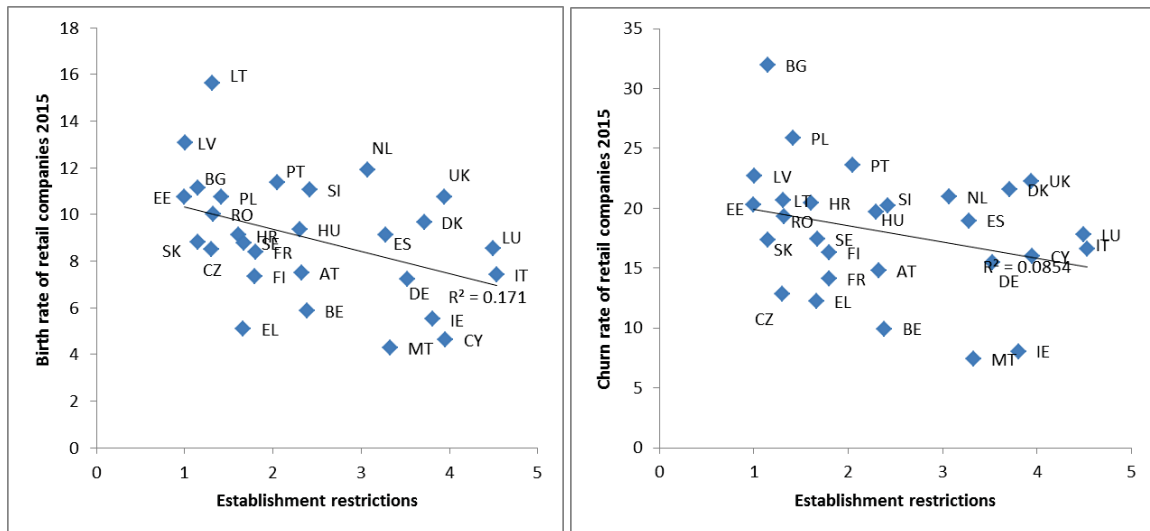 Birth rate of retail companies 2015
18
16
14
12
10
8
6
4
2
0
LT
LV
NL
BG
PT
SI
UK
EE
PL
RO
DK
HR
HU
ES
SK
SE
FR
LU
CZ
FI
AT
DE
IT
R² = 0.171
BE
IE
EL
MT
CY
0 1 2 3 4 5
Establishment restrictions
Churn rate of retail companies 2015
35
30
25
20
15
10
5
0
BG
PL
PT
LV
UK
LT
HR
SI
NL
DK
EE
RO
HU
ES
LU
SK
SE
IT
FI
CY
R² = 0.0854
AT
DE
FR
CZ
EL
BE
MT
IE
0 1 2 3 4 5
Establishment restrictions